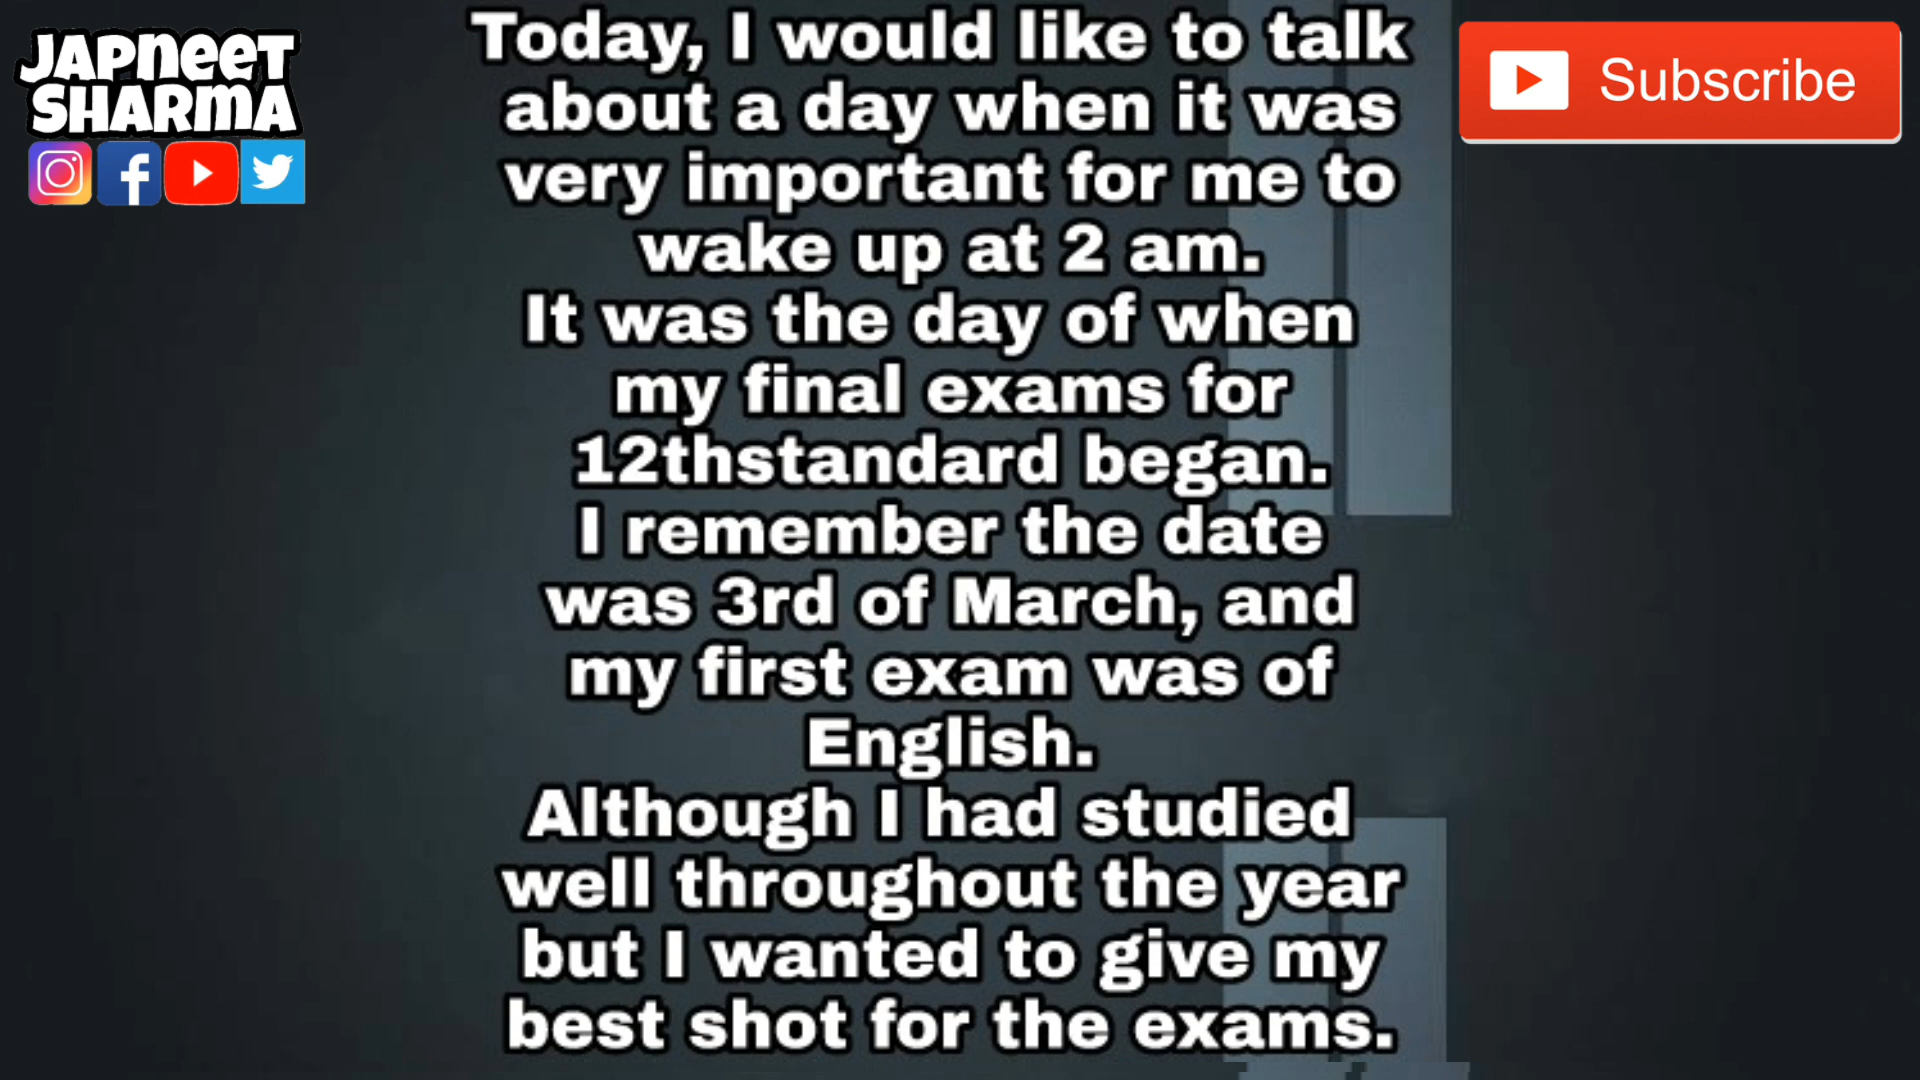 JAPNEET
SHARMA
Subscribe
Today, I would like to talk
about a day when it was
very important for me to
wake up at 2 am.
It was the day of when
my final exams for
12thstandard began.
I remember the date
was 3rd of March, and
my first exam was of
English.
Although I had studied
well throughout the year
but I wanted to give my
best shot for the exams.